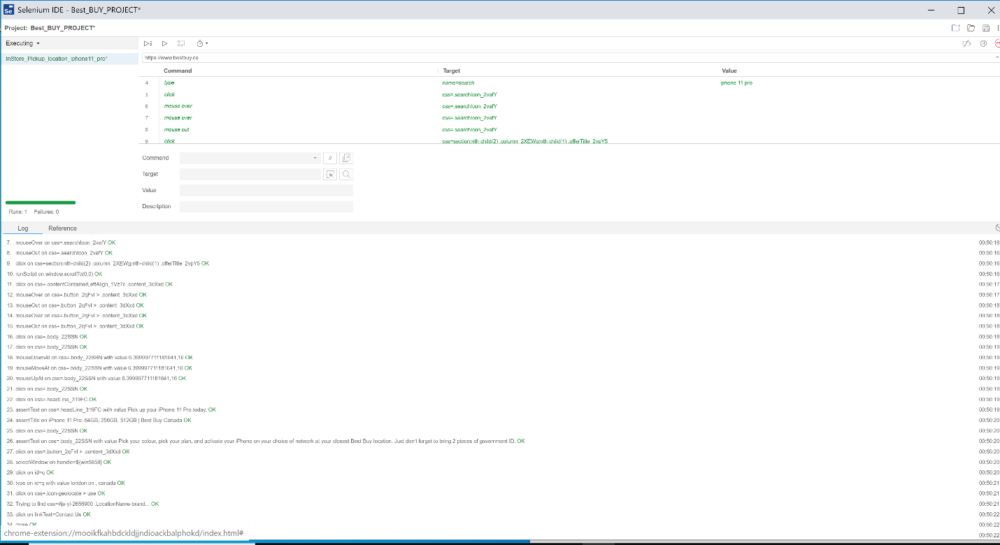 Selenium IDE - Best_BUY_PROJECT*
Project: Best_BUY_PROJECT*
Executing
InStore_Pickup_location_iphone11_pro*
https://www.bestbuy.ca
Command Target Value
4 type name=search iphone 11 pro
5 click css=.searchIcon_2vafY
6 mouse over css=.searchIcon_2vafY
7 mouse over css=.searchIcon_2vafY
8 mouse out css=.searchIcon_2vafY
9 click css=section:nth-child(2) .column_2XEWg:nth-child(1) .offerTitle_2vpY5
Command //
Target
Value
Description
Runs: 1 Failures: 0
Log Reference
7. mouseOver on css=.searchIcon_2vafY OK 00:50:16
8. mouseOut on css=.searchIcon_2vafY OK 00:50:16
9. click on css=section:nth-child(2) .column_2XEWg:nth-child(1) .offerTitle_2vpY5 OK 00:50:16
10. runScript on window.scrollTo(0,0) OK 00:50:16
11. click on css=.contentContainerLeftAlign_1Vz7c .content_3dXxd OK 00:50:17
12. mouseOver on css=.button_2qFvI > .content_3dXxd OK 00:50:17
13. mouseOut on css=.button_2qFvI > .content_3dXxd OK 00:50:18
14. mouseOver on css=.button_2qFvI > .content_3dXxd OK 00:50:18
15. mouseOut on css=.button_2qFvI > .content_3dXxd OK 00:50:18
16. click on css=.body_22SSN OK 00:50:18
17. click on css=.body_22SSN OK 00:50:19
18. mouseDownAt on css=.body_22SSN with value 6.399997711181641,16 OK 00:50:19
19. mouseMoveAt on css=.body_22SSN with value 6.399997711181641,16 OK 00:50:19
20. mouseUpAt on css=.body_22SSN with value 6.399997711181641,16 OK 00:50:19
21. click on css=.body_22SSN OK 00:50:19
22. click on css=.headLine_319FC OK 00:50:19
23. assertText on css=.headLine_319FC with value Pick up your iPhone 11 Pro today. OK 00:50:19
24. assertTitle on iPhone 11 Pro: 64GB, 256GB, 512GB | Best Buy Canada OK 00:50:20
25. click on css=.body_22SSN OK 00:50:20
26. assertText on css=.body_22SSN with value Pick your colour, pick your plan, and activate your iPhone on your choice of network at your closest Best Buy location. Just don't forget to bring 2 pieces of government ID. OK 00:50:20
27. click on css=.button_2qFvI > .content_3dXxd OK 00:50:20
28. selectWindow on handle=${win5858} OK 00:50:20
29. click on id=q OK 00:50:20
30. type on id=q with value london on , canada OK 00:50:21
31. click on css=.icon-geolocate > use OK 00:50:21
32. Trying to find css=#js-yl-2656900 .LocationName-brand... OK 00:50:21
33. click on linkText=Contact Us OK 00:50:22
34. close OK 00:50:22
chrome-extension://mooikfkahbdckldjjndioackbalphokd/index.html# 00:50:22